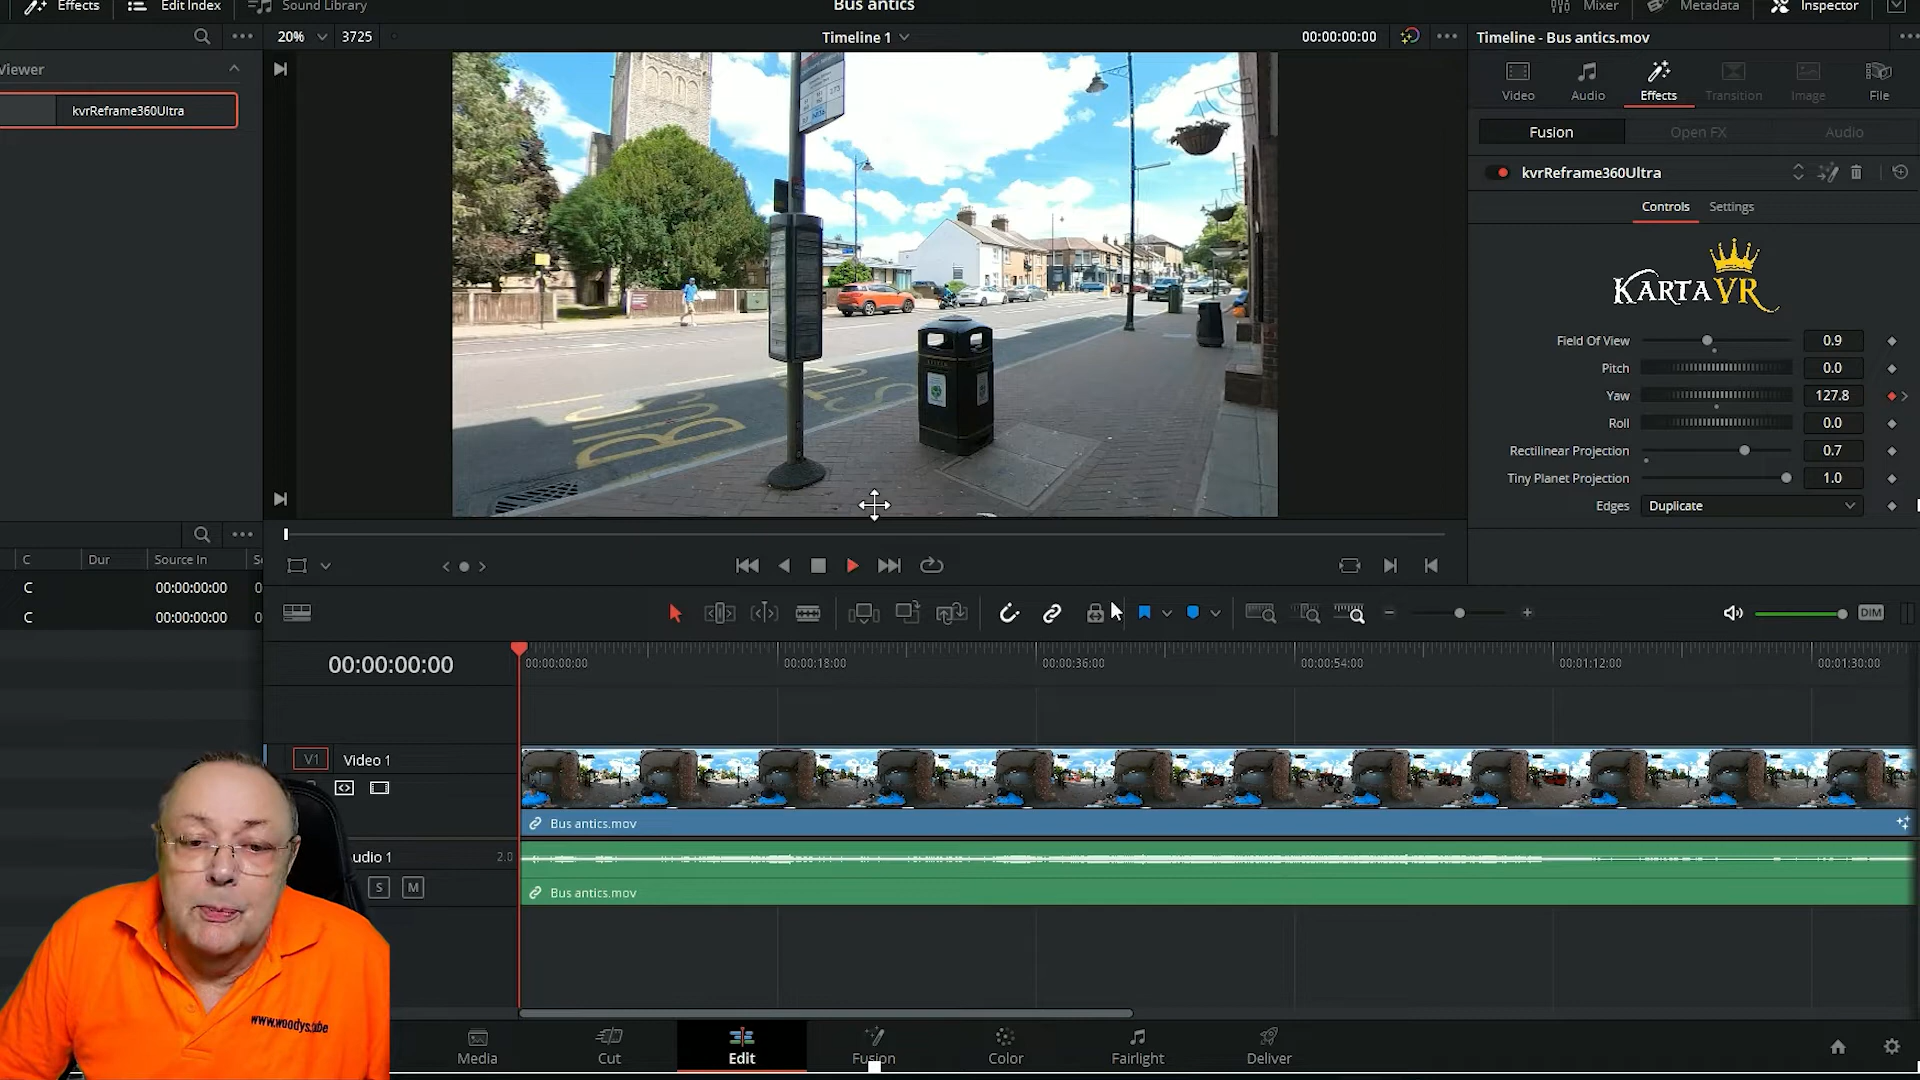 Effects
Edit Index
Sound Library
Bus antics
Mixer
Metadata
Inspector
20%
3725
Timeline 1
00:00:00:00
Timeline - Bus antics.mov
Viewer
kvrReframe360Ultra
Video
Audio
Effects
Transition
Image
File
Fusion
Open FX
Audio
kvrReframe360Ultra
Controls
Settings
KARTAVR
Field Of View
0.9
Pitch
0.0
Yaw
127.8
Roll
0.0
Rectilinear Projection
0.7
Tiny Planet Projection
1.0
Edges
Duplicate
BUS
C
Dur
Source In
C
00:00:00:00
0
C
00:00:00:00
0
DIM
00:00:00:00
00:00:00:00
00:00:18:00
00:00:36:00
00:00:54:00
00:01:12:00
00:01:30:00
V1
Video 1
Bus antics.mov
udio 1
2.0
S
M
Bus antics.mov
Media
Cut
Edit
Fusion
Color
Fairlight
Deliver